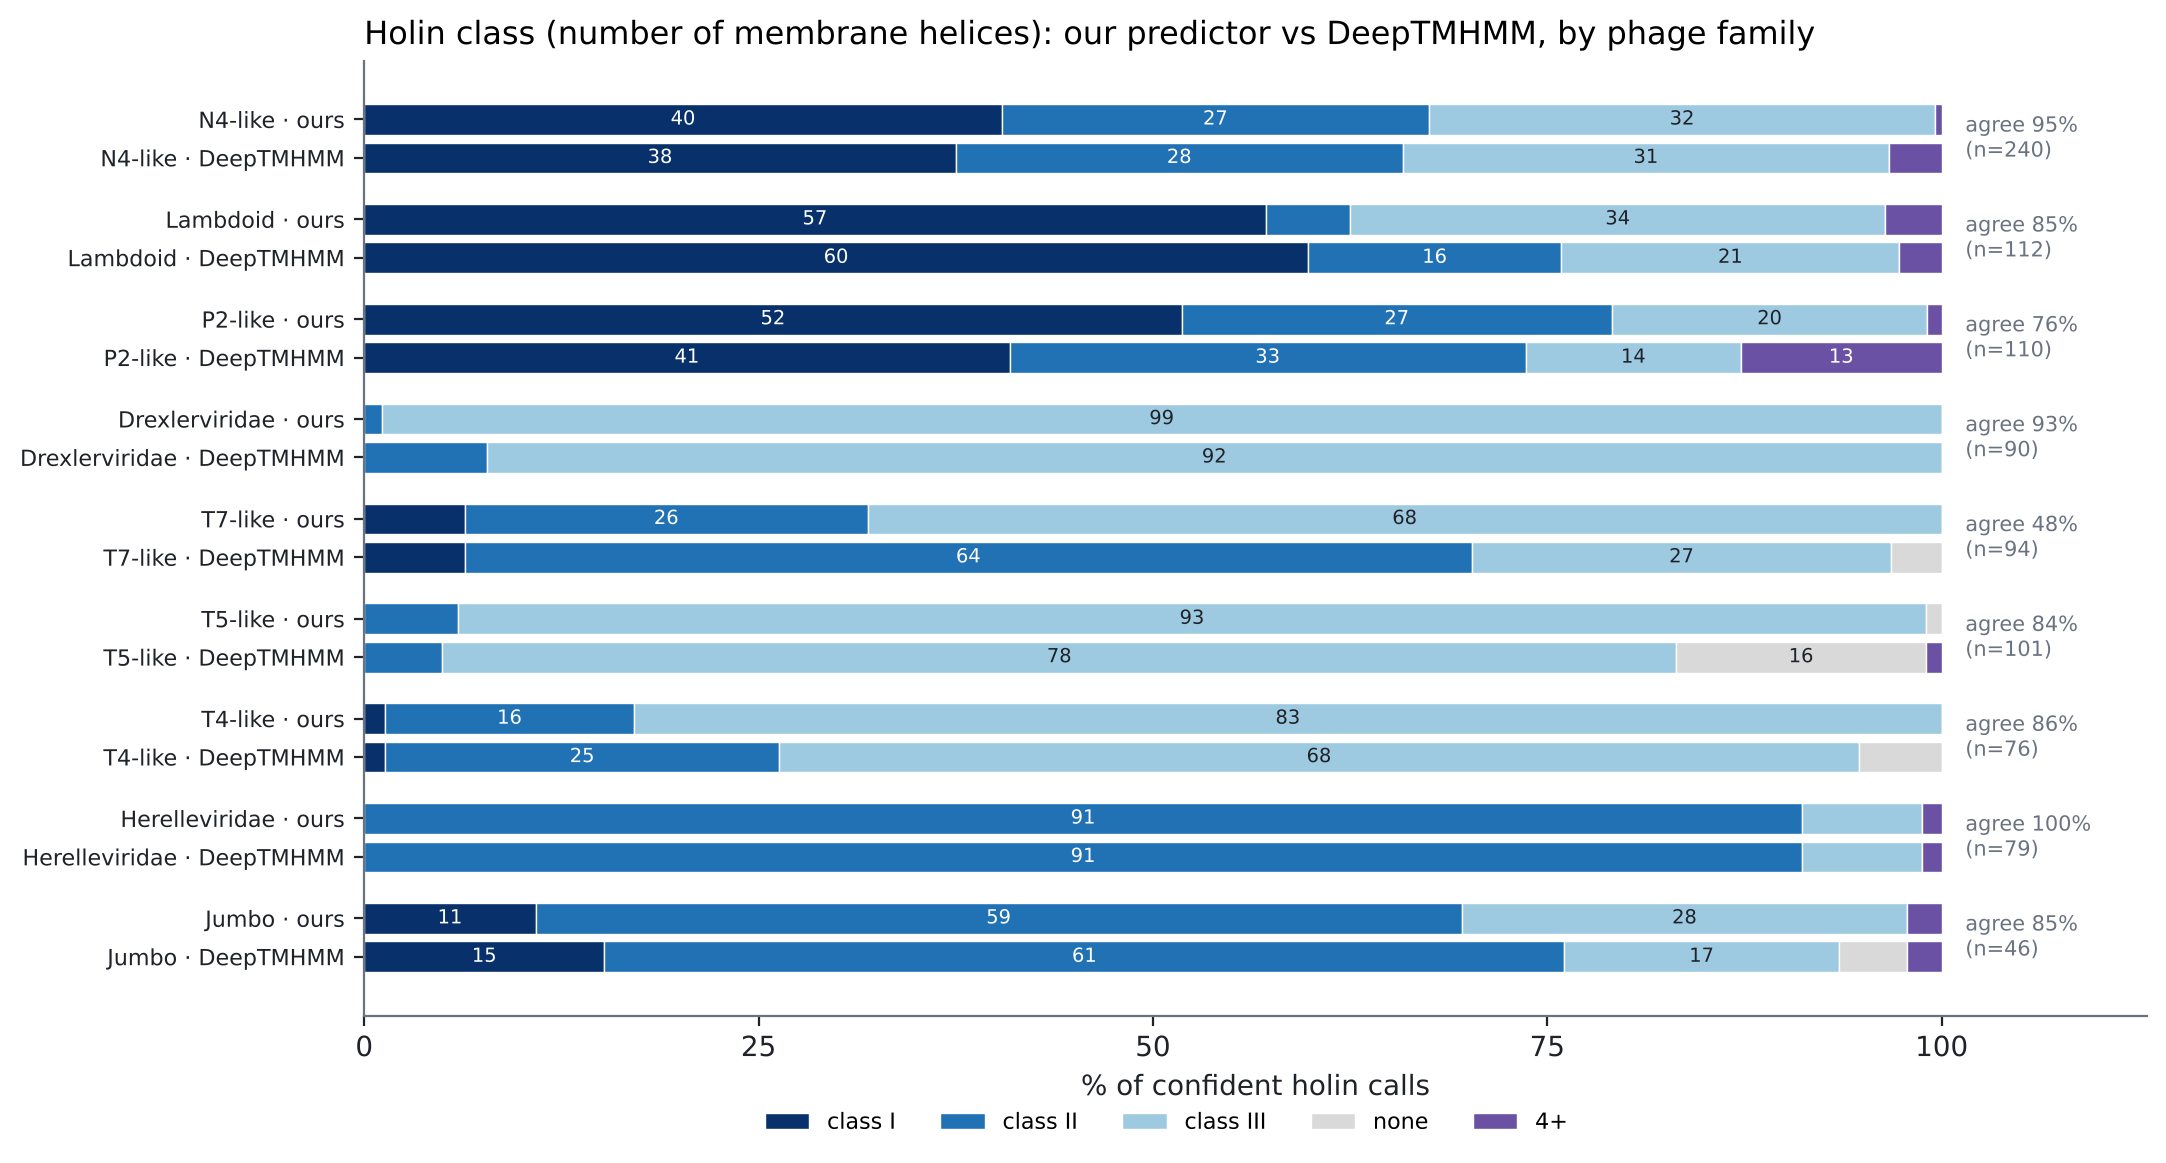 Holin class (number of membrane helices): our predictor vs DeepTMHMM, by phage family
N4-like · ours
40
27
32
agree 95%
(n=240)
N4-like · DeepTMHMM
38
28
31
Lambdoid · ours
57
34
agree 85%
(n=112)
Lambdoid · DeepTMHMM
60
16
21
P2-like · ours
52
27
20
agree 76%
(n=110)
P2-like · DeepTMHMM
41
33
14
13
Drexlerviridae · ours
99
agree 93%
(n=90)
Drexlerviridae · DeepTMHMM
92
T7-like · ours
26
68
agree 48%
(n=94)
T7-like · DeepTMHMM
64
27
T5-like · ours
93
agree 84%
(n=101)
T5-like · DeepTMHMM
78
16
T4-like · ours
16
83
agree 86%
(n=76)
T4-like · DeepTMHMM
25
68
Herelleviridae · ours
91
agree 100%
(n=79)
Herelleviridae · DeepTMHMM
91
Jumbo · ours
11
59
28
agree 85%
(n=46)
Jumbo · DeepTMHMM
15
61
17
0
25
50
75
100
% of confident holin calls
class I
class II
class III
none
4+